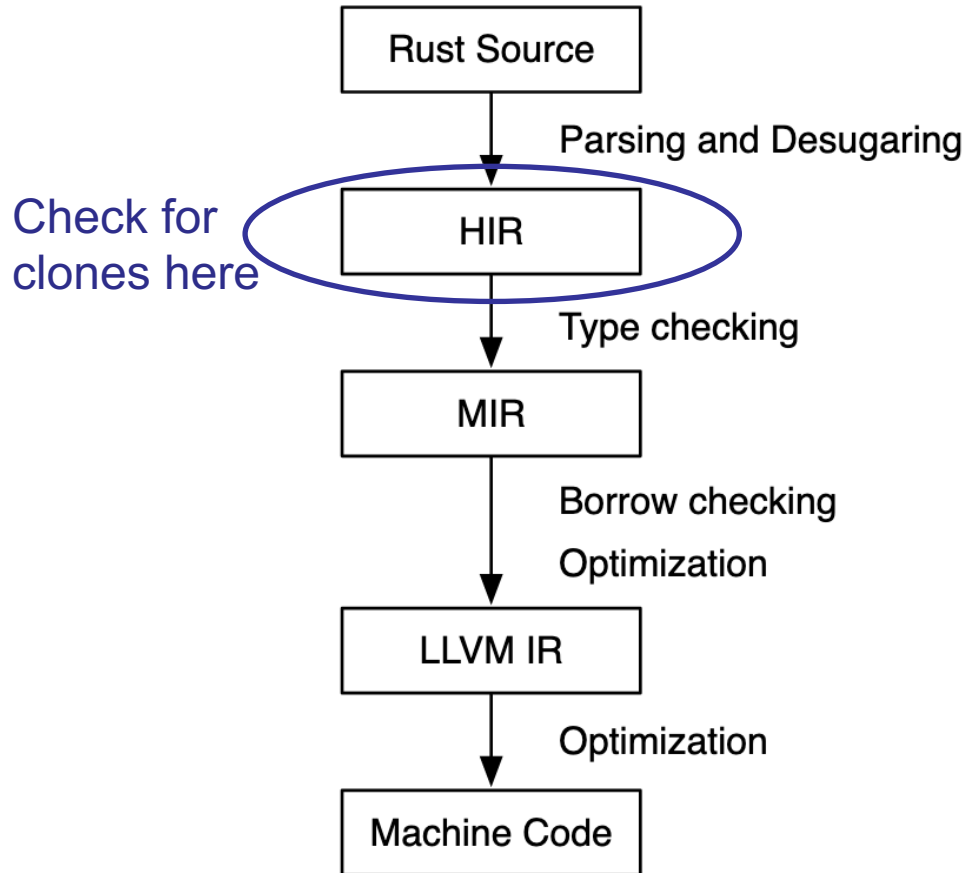 Rust Source
Parsing and Desugaring
Check for
clones here
HIR
Type checking
MIR
Borrow checking
Optimization
LLVM IR
Optimization
Machine Code